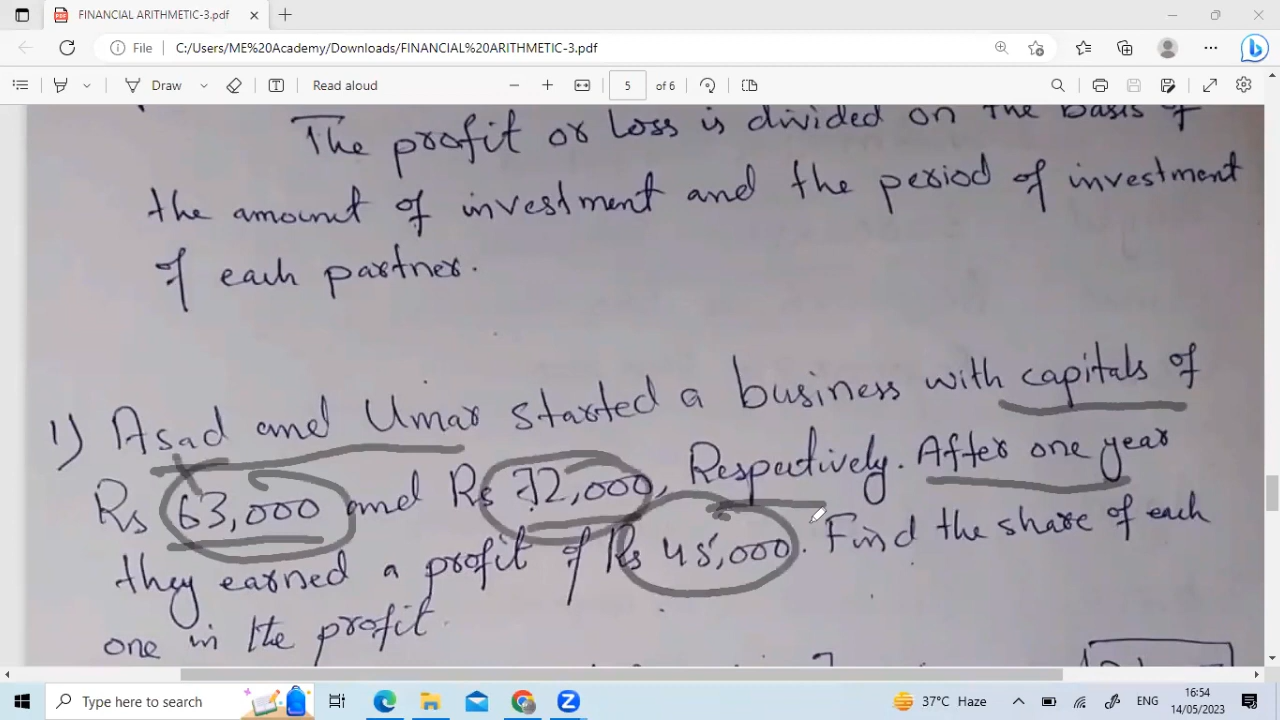 FINANCIAL ARITHMETIC-3.pdf
File C:/Users/ME%20Academy/Downloads/FINANCIAL%20ARITHMETIC-3.pdf
Draw Read aloud 5 of 6
The profit or loss is divided on the basis of
the amount of investment and the period of investment
of each partner.
1) Asad and Umar started a business with capitals of
Rs 63,000 and Rs 72,000, Respectively. After one year
they earned a profit of Rs 45,000. Find the share of each
one in the profit.
Type here to search
37°C Haze
ENG
16:54
14/05/2023